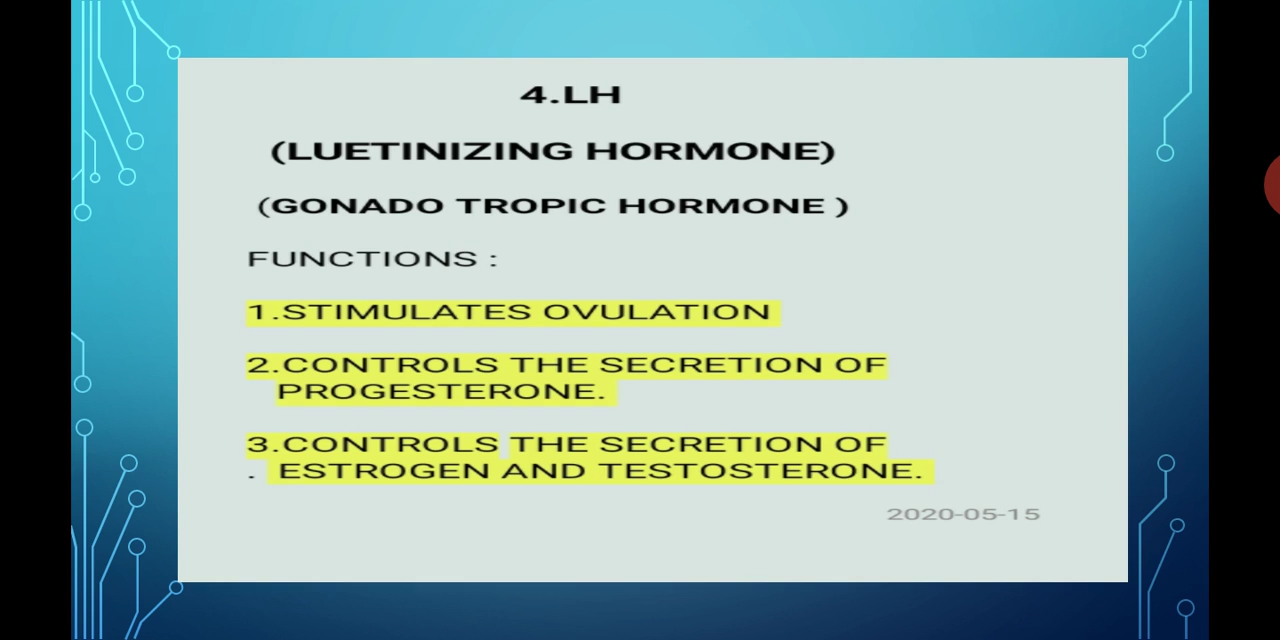 4.LH
(LUETINIZING HORMONE)
(GONADO TROPIC HORMONE )
FUNCTIONS :
1.STIMULATES OVULATION
2.CONTROLS THE SECRETION OF
PROGESTERONE.
3.CONTROLS THE SECRETION OF
. ESTROGEN AND TESTOSTERONE.
2020-05-15